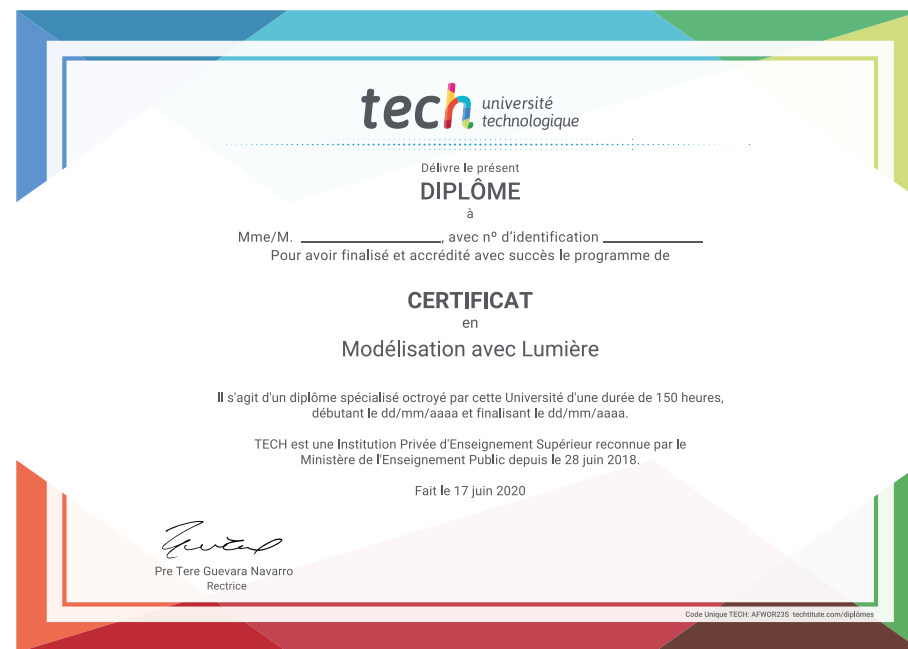 tech université
technologique
Délivre le présent
DIPLÔME
à
Mme/M. ____________________, avec nº d'identification ______________
Pour avoir finalisé et accrédité avec succès le programme de
CERTIFICAT
en
Modélisation avec Lumière
Il s'agit d'un diplôme spécialisé octroyé par cette Université d'une durée de 150 heures,
débutant le dd/mm/aaaa et finalisant le dd/mm/aaaa.
TECH est une Institution Privée d'Enseignement Supérieur reconnue par le
Ministère de l'Enseignement Public depuis le 28 juin 2018.
Fait le 17 juin 2020
Pre Tere Guevara Navarro
Rectrice
Code Unique TECH: AFWOR23S techtitute.com/diplômes